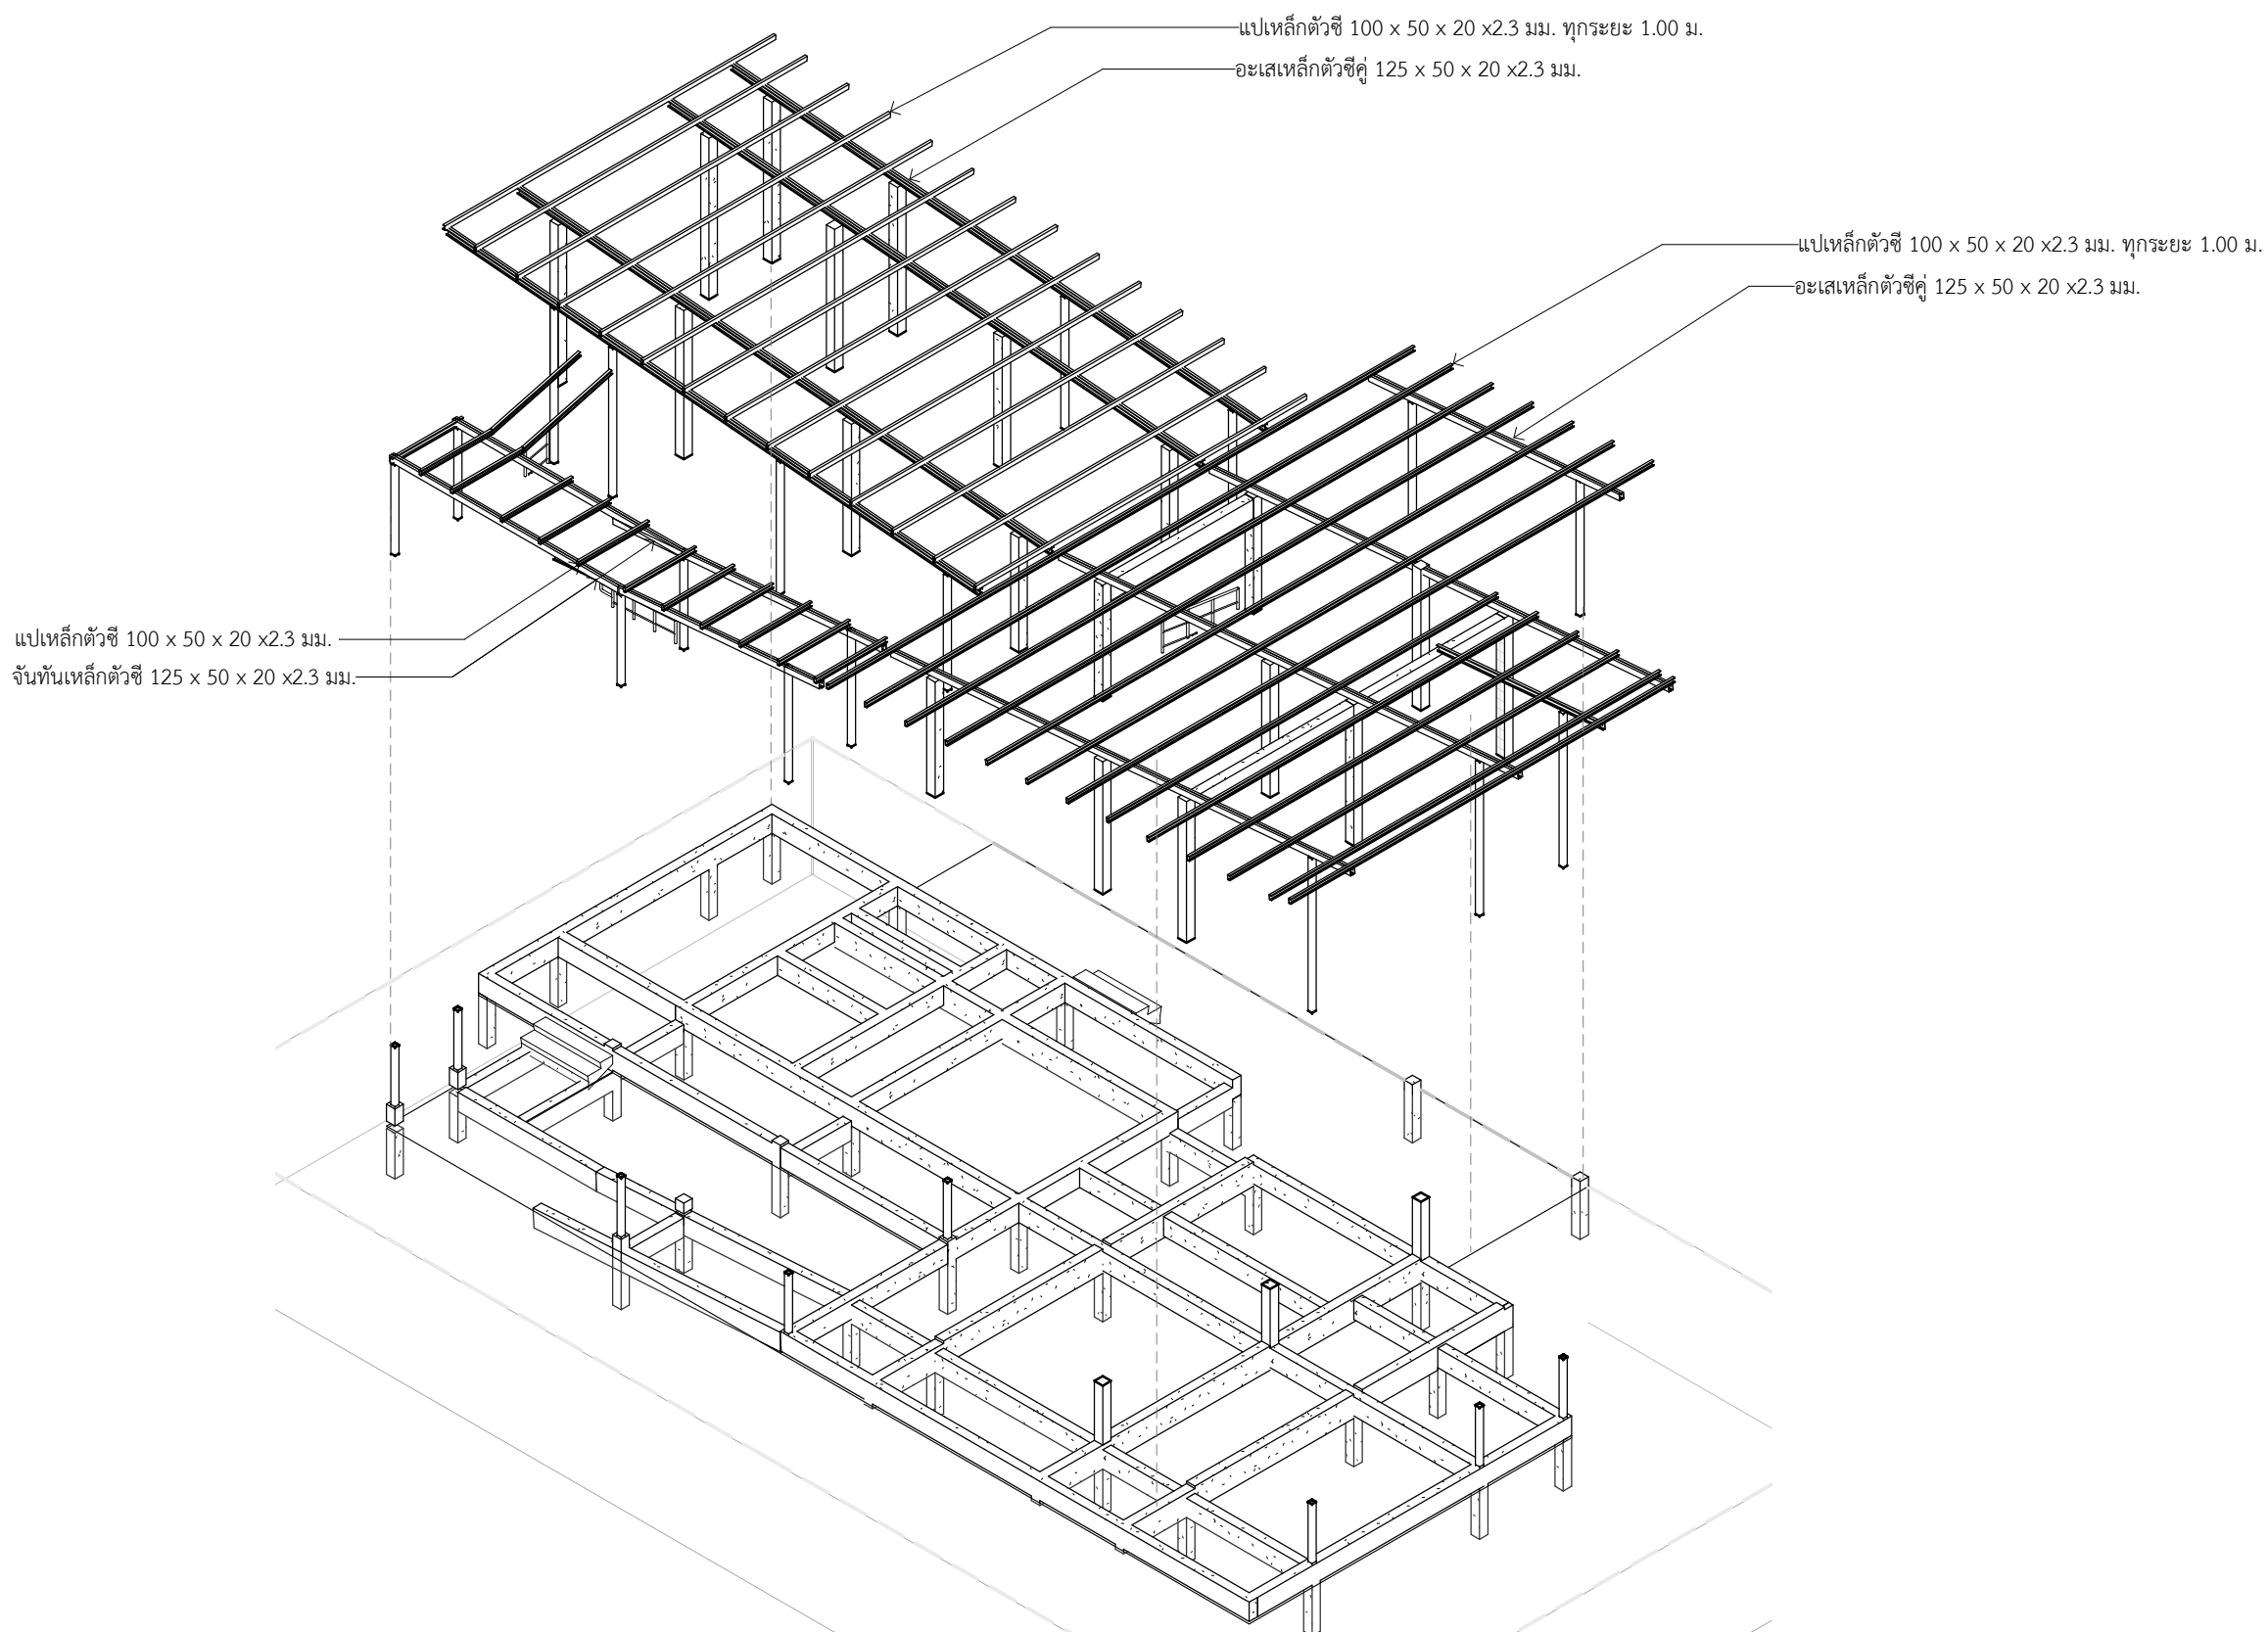 แปเหล็กตัวซี 100 x 50 x 20 x2.3 มม. ทุกระยะ 1.00 ม.
อะเสเหล็กตัวซีคู่ 125 x 50 x 20 x2.3 มม.
แปเหล็กตัวซี 100 x 50 x 20 x2.3 มม. ทุกระยะ 1.00 ม.
อะเสเหล็กตัวซีคู่ 125 x 50 x 20 x2.3 มม.
แปเหล็กตัวซี 100 x 50 x 20 x2.3 มม.
จันทันเหล็กตัวซี 125 x 50 x 20 x2.3 มม.